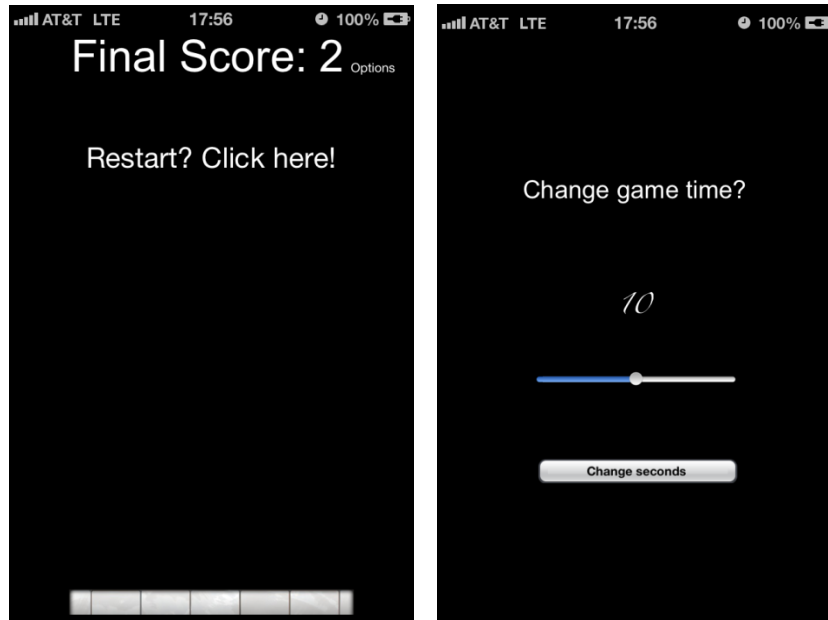 AT&T LTE 17:56 100%
Final Score: 2 Options
Restart? Click here!
AT&T LTE 17:56 100%
Change game time?
10
Change seconds